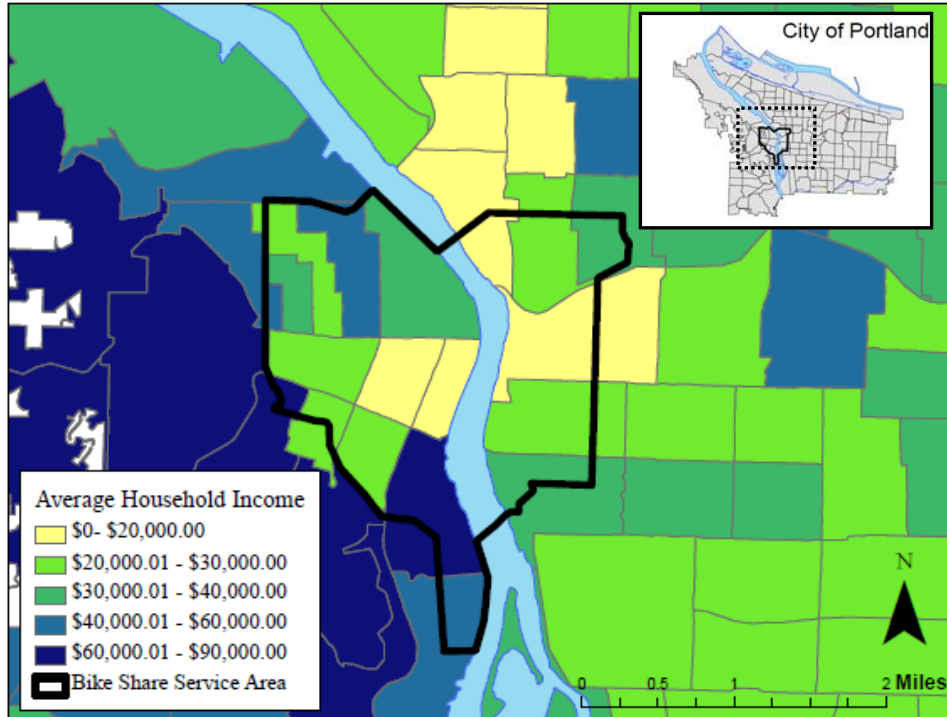 City of Portland
Average Household Income
$0- $20,000.00
$20,000.01 - $30,000.00
$30,000.01 - $40,000.00
$40,000.01 - $60,000.00
$60,000.01 - $90,000.00
Bike Share Service Area
N
0 0.5 1 2 Miles